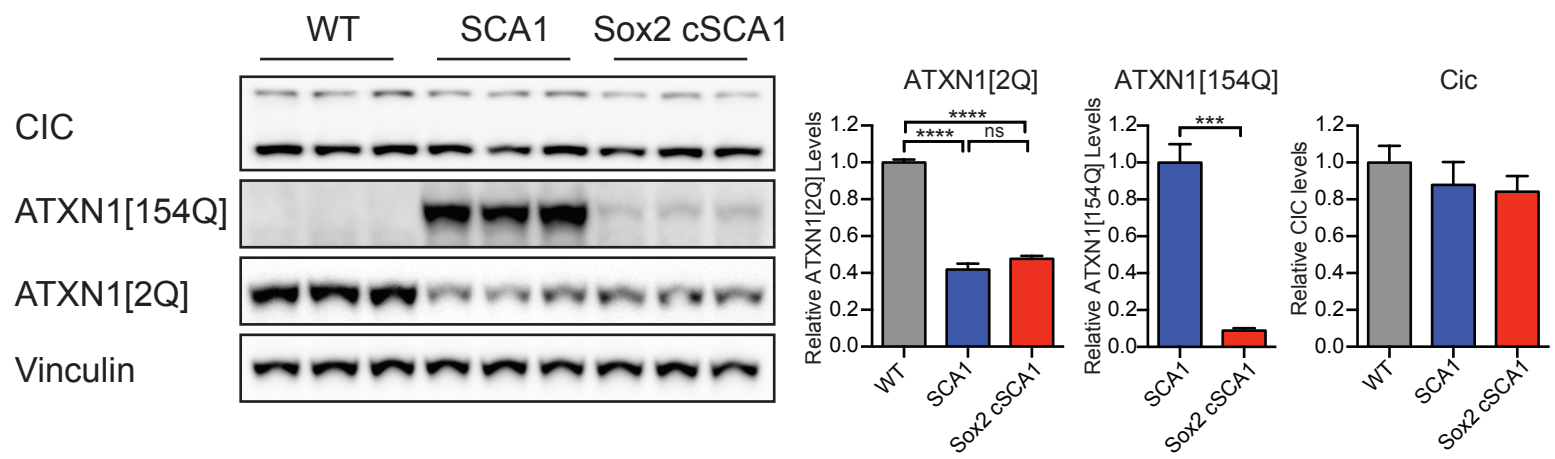 WT SCA1 Sox2 cSCA1
CIC
ATXN1[154Q]
ATXN1[2Q]
Vinculin
ATXN1[2Q]
Relative ATXN1[2Q] Levels
1.2
1.0
0.8
0.6
0.4
0.2
0.0
****
**** ns
WT SCA1 Sox2 cSCA1
ATXN1[154Q]
Relative ATXN1[154Q] Levels
1.2
1.0
0.8
0.6
0.4
0.2
0.0
***
SCA1 Sox2 cSCA1
Cic
Relative CIC levels
1.2
1.0
0.8
0.6
0.4
0.2
0.0
WT SCA1 Sox2 cSCA1